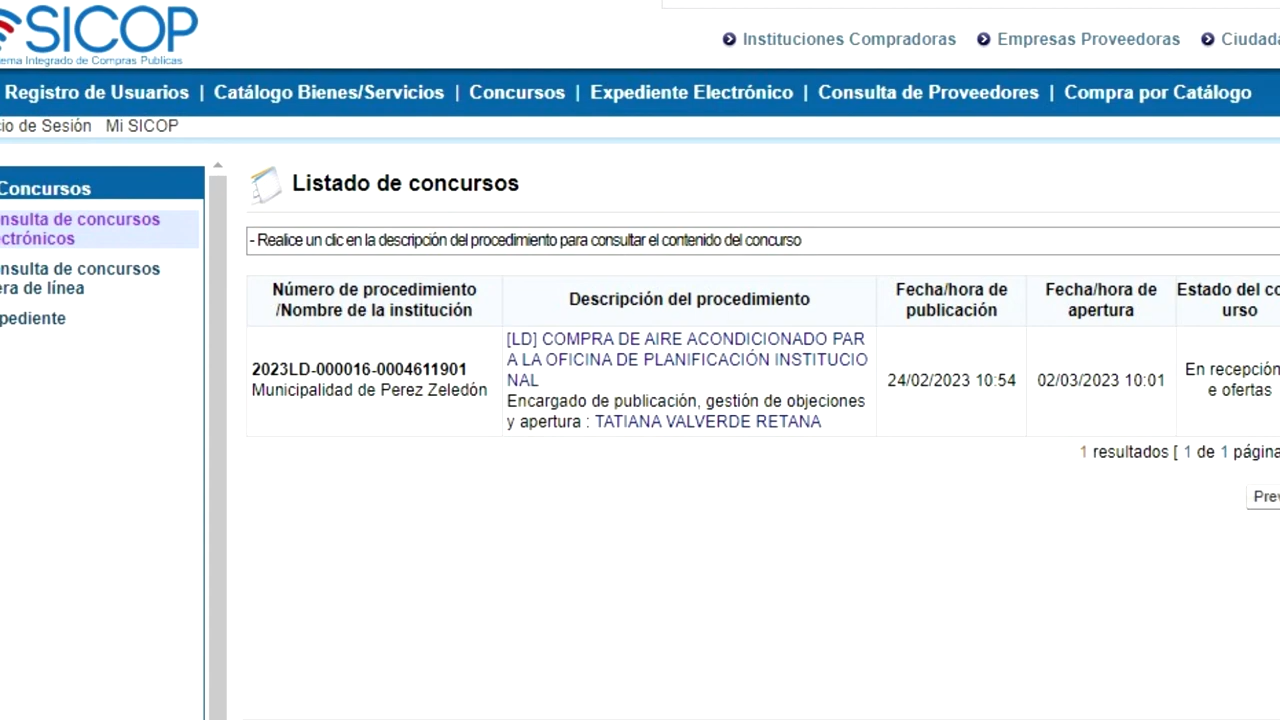 SICOP
ema Integrado de Compras Publicas
Instituciones Compradoras Empresas Proveedoras Ciudada
Registro de Usuarios | Catálogo Bienes/Servicios | Concursos | Expediente Electrónico | Consulta de Proveedores | Compra por Catálogo
io de Sesión Mi SICOP
Concursos
nsulta de concursos
ctrónicos
nsulta de concursos
era de línea
pediente
Listado de concursos
- Realice un clic en la descripción del procedimiento para consultar el contenido del concurso
Número de procedimiento
/Nombre de la institución
Descripción del procedimiento
Fecha/hora de
publicación
Fecha/hora de
apertura
Estado del co
urso
2023LD-000016-0004611901
Municipalidad de Perez Zeledón
[LD] COMPRA DE AIRE ACONDICIONADO PAR
A LA OFICINA DE PLANIFICACIÓN INSTITUCIO
NAL
Encargado de publicación, gestión de objeciones
y apertura : TATIANA VALVERDE RETANA
24/02/2023 10:54
02/03/2023 10:01
En recepción
e ofertas
1 resultados [ 1 de 1 página
Prev